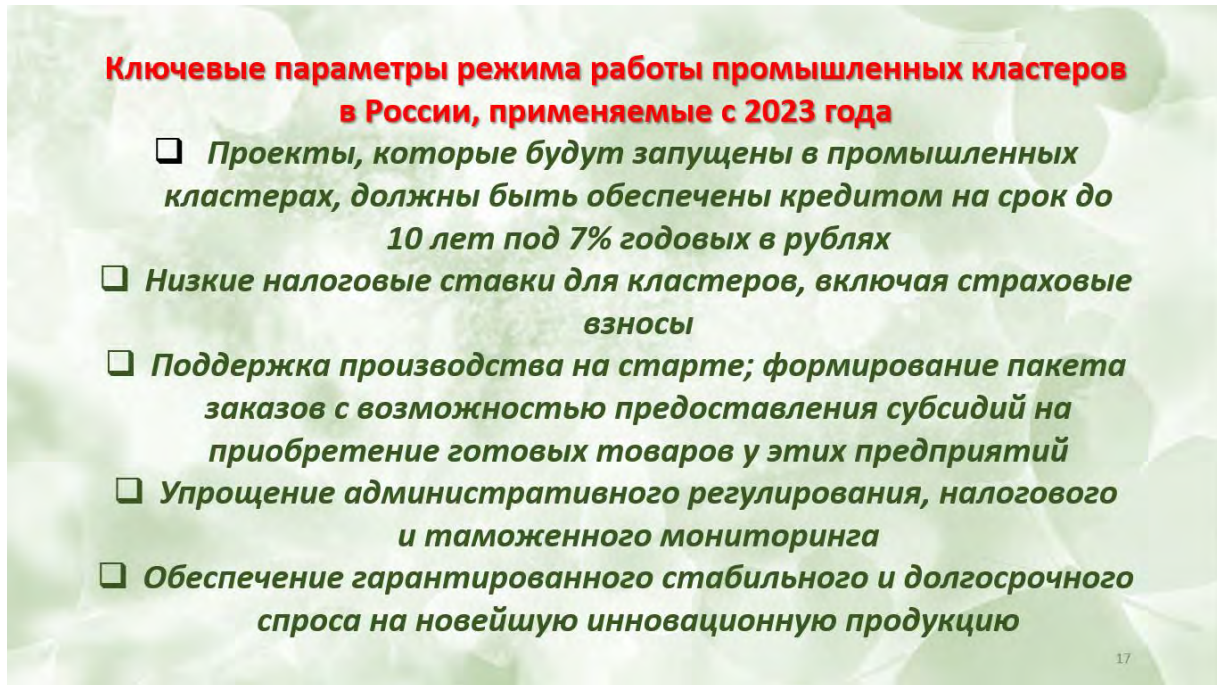 Ключевые параметры режима работы промышленных кластеров
в России, применяемые с 2023 года
❑ Проекты, которые будут запущены в промышленных
кластерах, должны быть обеспечены кредитом на срок до
10 лет под 7% годовых в рублях
❑ Низкие налоговые ставки для кластеров, включая страховые
взносы
❑ Поддержка производства на старте; формирование пакета
заказов с возможностью предоставления субсидий на
приобретение готовых товаров у этих предприятий
❑ Упрощение административного регулирования, налогового
и таможенного мониторинга
❑ Обеспечение гарантированного стабильного и долгосрочного
спроса на новейшую инновационную продукцию
17